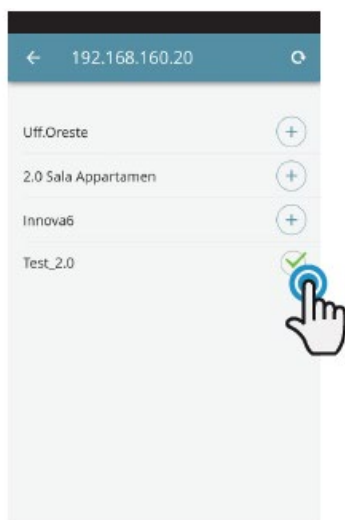 192.168.160.20
Uff.Oreste
2.0 Sala Appartamen
Innova6
Test_2.0